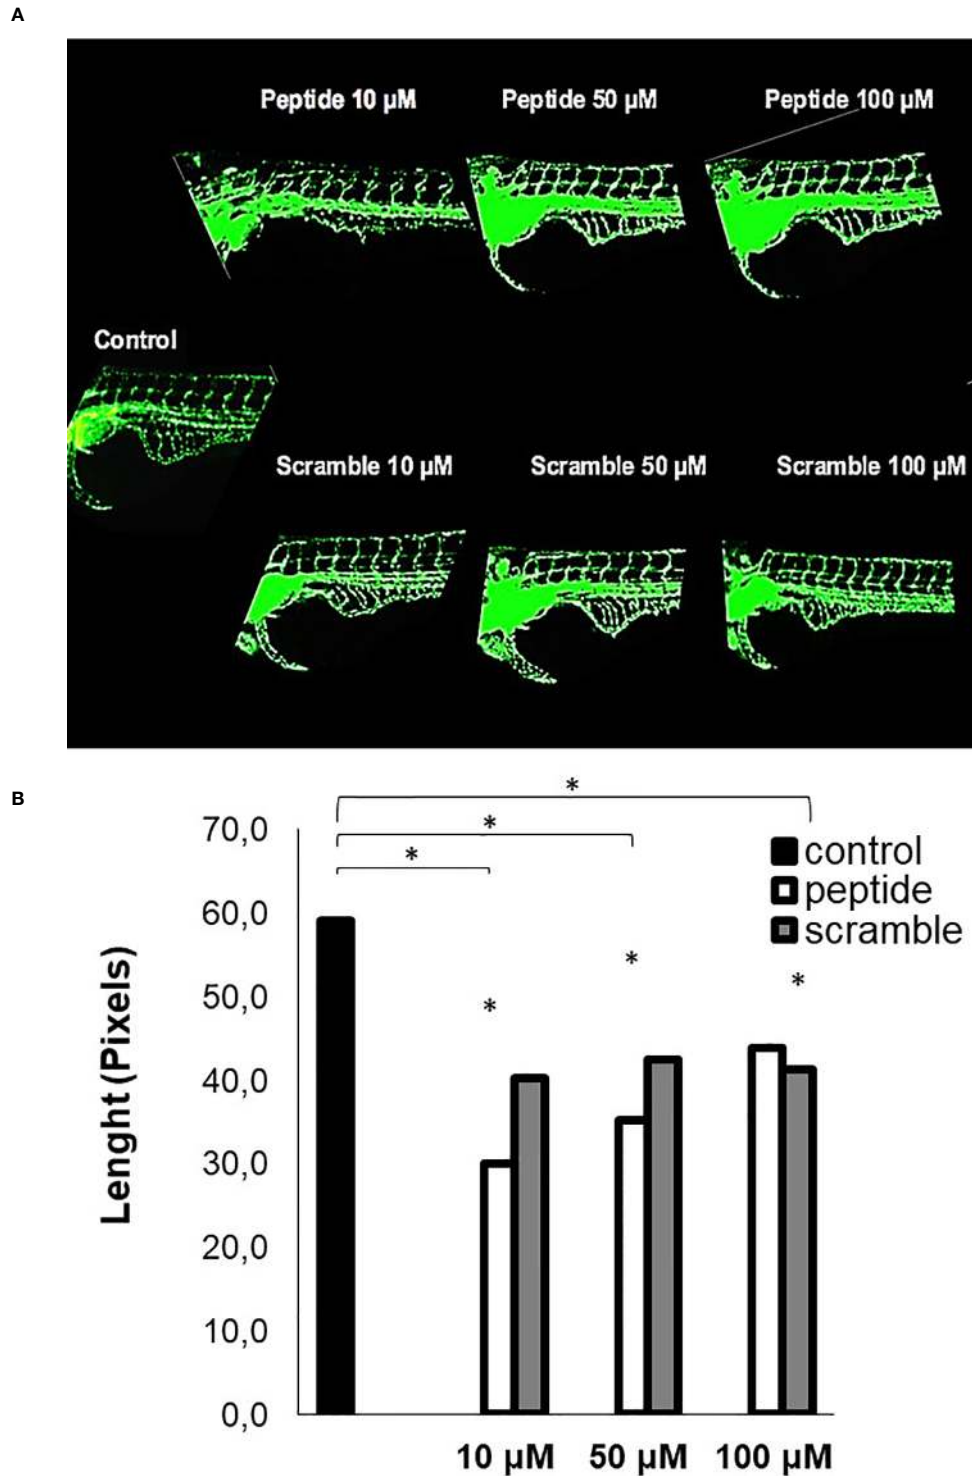 A
Peptide 10 µM
Peptide 50 µM
Peptide 100 µM
Control
Scramble 10 µM
Scramble 50 µM
Scramble 100 µM
B
*
*
*
70,0
60,0
50,0
40,0
30,0
20,0
10,0
0,0
Lenght (Pixels)
control
peptide
scramble
*
*
*
10 µM
50 µM
100 µM